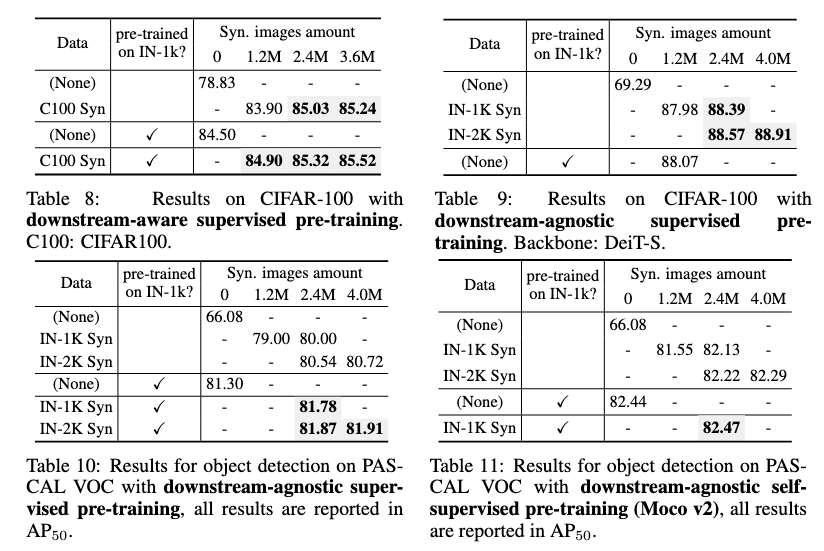 Data pre-trained on IN-1k? Syn. images amount
0 1.2M 2.4M 3.6M
(None) 78.83 - - -
C100 Syn - 83.90 85.03 85.24
(None) ✓ 84.50 - - -
C100 Syn ✓ - 84.90 85.32 85.52
Table 8: Results on CIFAR-100 with
downstream-aware supervised pre-training.
C100: CIFAR100.
Data pre-trained on IN-1k? Syn. images amount
0 1.2M 2.4M 4.0M
(None) 69.29 - - -
IN-1K Syn - 87.98 88.39 -
IN-2K Syn - - 88.57 88.91
(None) ✓ - 88.07 - -
Table 9: Results on CIFAR-100 with
downstream-agnostic supervised pre-
training. Backbone: DeiT-S.
Data pre-trained on IN-1k? Syn. images amount
0 1.2M 2.4M 4.0M
(None) 66.08 - - -
IN-1K Syn - 79.00 80.00 -
IN-2K Syn - - 80.54 80.72
(None) ✓ 81.30 - - -
IN-1K Syn ✓ - - 81.78 -
IN-2K Syn ✓ - - 81.87 81.91
Table 10: Results for object detection on PAS-
CAL VOC with downstream-agnostic super-
vised pre-training, all results are reported in
AP50.
Data pre-trained on IN-1k? Syn. images amount
0 1.2M 2.4M 4.0M
(None) 66.08 - - -
IN-1K Syn - 81.55 82.13 -
IN-2K Syn - - 82.22 82.29
(None) ✓ 82.44 - - -
IN-1K Syn ✓ - - 82.47 -
Table 11: Results for object detection on PAS-
CAL VOC with downstream-agnostic self-
supervised pre-training (Moco v2), all results
are reported in AP50.